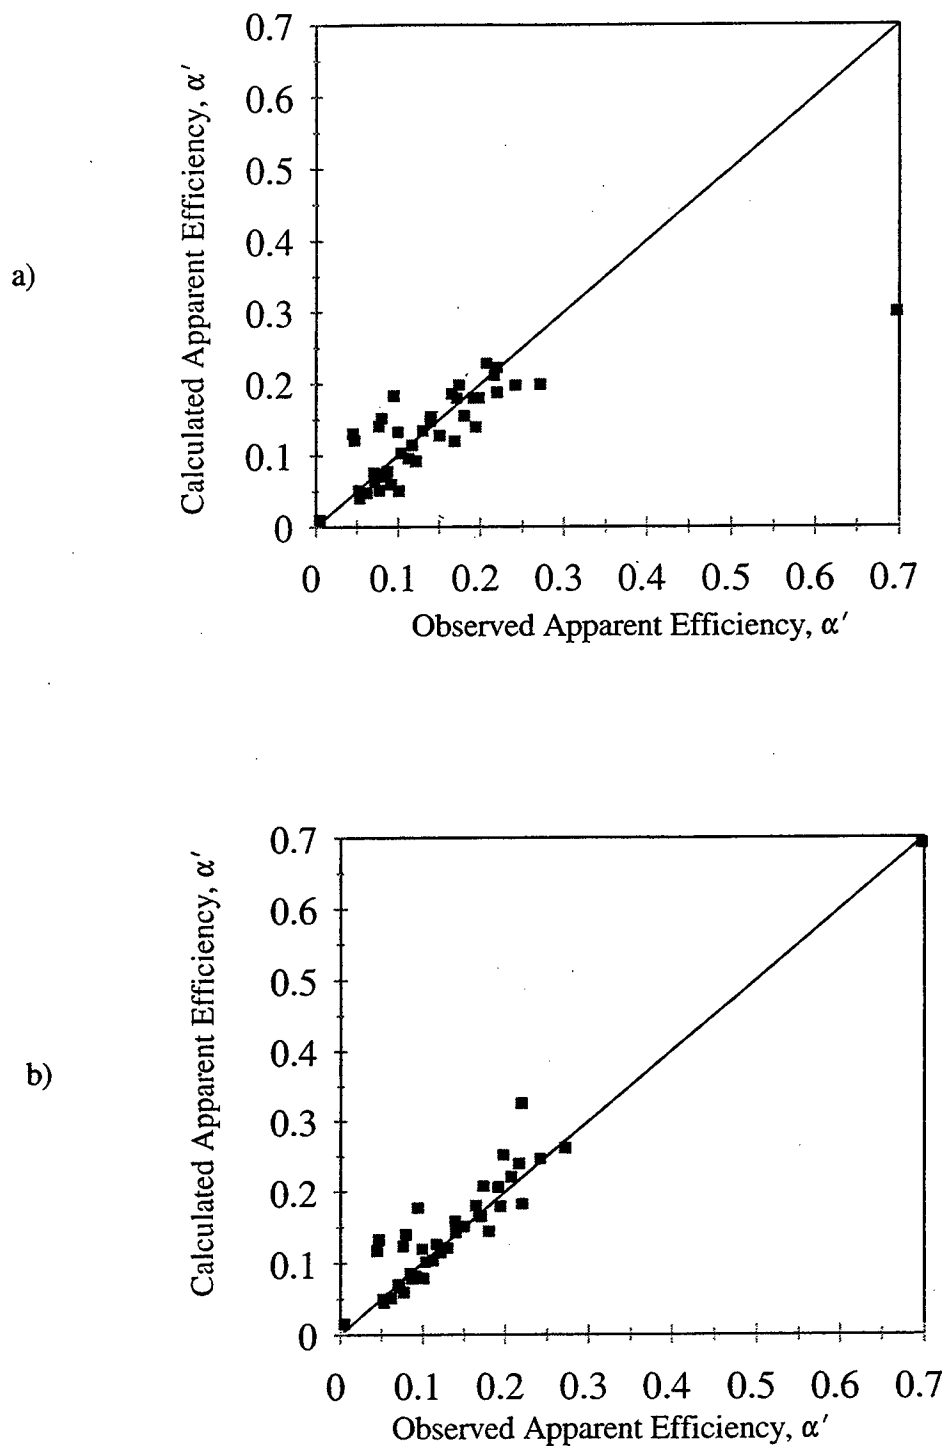 a)
Calculated Apparent Efficiency, α′
0.7
0.6
0.5
0.4
0.3
0.2
0.1
0
0 0.1 0.2 0.3 0.4 0.5 0.6 0.7
Observed Apparent Efficiency, α′
b)
Calculated Apparent Efficiency, α′
0.7
0.6
0.5
0.4
0.3
0.2
0.1
0
0 0.1 0.2 0.3 0.4 0.5 0.6 0.7
Observed Apparent Efficiency, α′